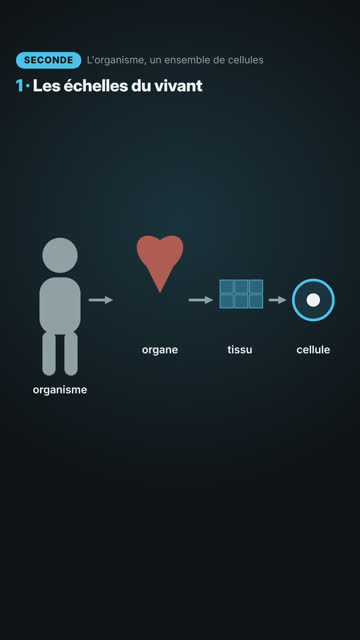 SECONDE L'organisme, un ensemble de cellules
1· Les échelles du vivant
organe tissu cellule
organisme